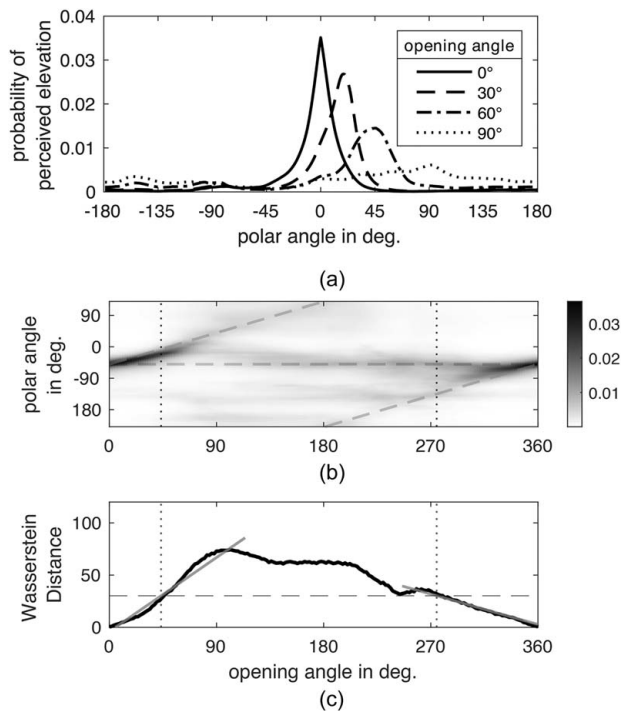 0.04
0.03
0.02
0.01
0
probability of
perceived elevation
opening angle
0°
30°
60°
90°
-180 -135 -90 -45 0 45 90 135 180
polar angle in deg.
(a)
90
0
-90
180
polar angle
in deg.
0 90 180 270 360
0.03
0.02
0.01
(b)
100
50
0
Wasserstein
Distance
0 90 180 270 360
opening angle in deg.
(c)